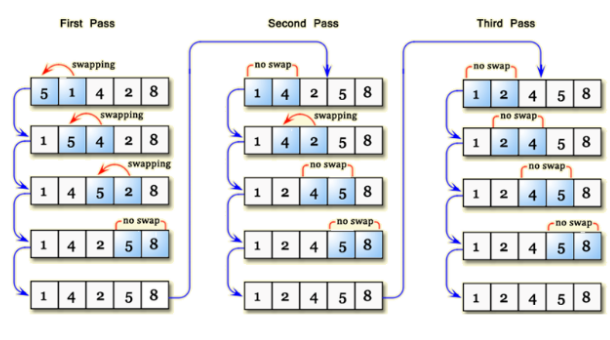 First Pass
swapping
5 1 4 2 8
swapping
1 5 4 2 8
swapping
1 4 5 2 8
no swap
1 4 2 5 8
1 4 2 5 8
Second Pass
no swap
1 4 2 5 8
swapping
1 4 2 5 8
no swap
1 2 4 5 8
no swap
1 2 4 5 8
1 2 4 5 8
Third Pass
no swap
1 2 4 5 8
no swap
1 2 4 5 8
no swap
1 2 4 5 8
no swap
1 2 4 5 8
1 2 4 5 8